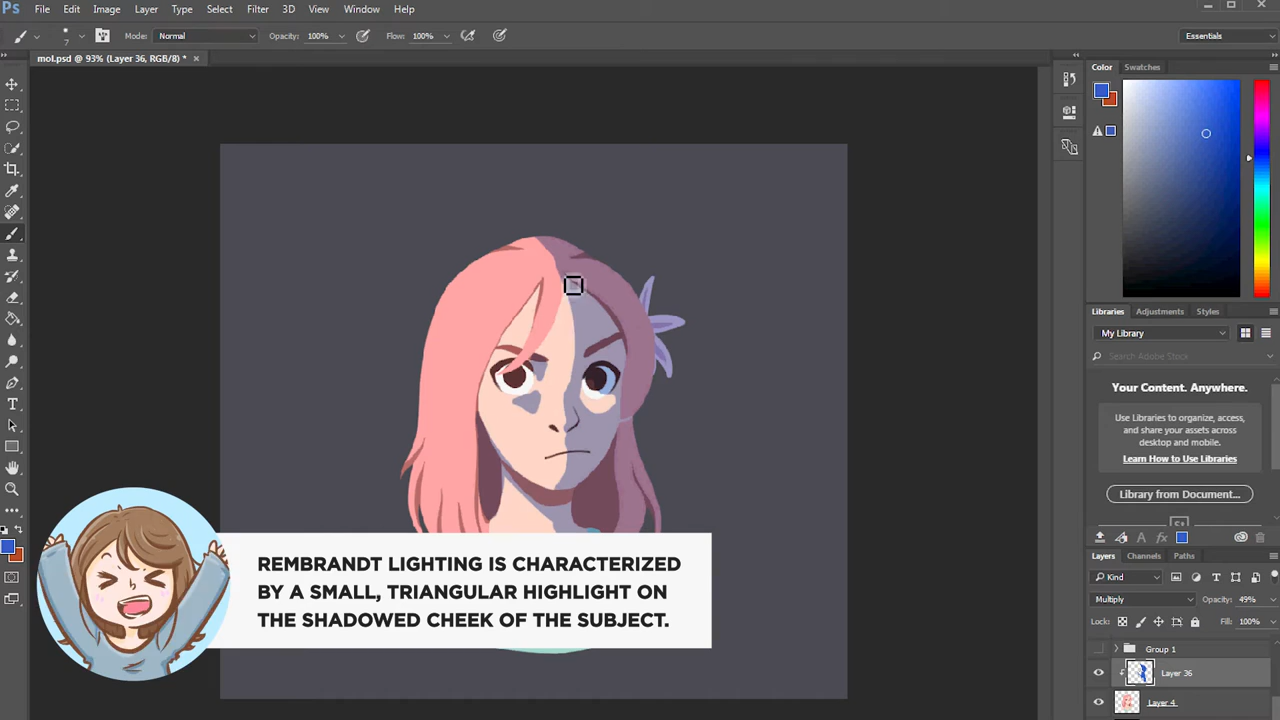 Ps File Edit Image Layer Type Select Filter 3D View Window Help
7 Mode: Normal Opacity: 100% Flow: 100% Essentials
mol.psd @ 93% (Layer 36, RGB/8) * ×
Color Swatches
Libraries Adjustments Styles
My Library
Search Adobe Stock
Your Content. Anywhere.
Use Libraries to organize, access,
and share your assets across
desktop and mobile.
Learn How to Use Libraries
Library from Document...
St
Layers Channels Paths
Kind
Multiply Opacity: 49%
Lock: Fill: 100%
Group 1
Layer 36
Layer 4
REMBRANDT LIGHTING IS CHARACTERIZED
BY A SMALL, TRIANGULAR HIGHLIGHT ON
THE SHADOWED CHEEK OF THE SUBJECT.